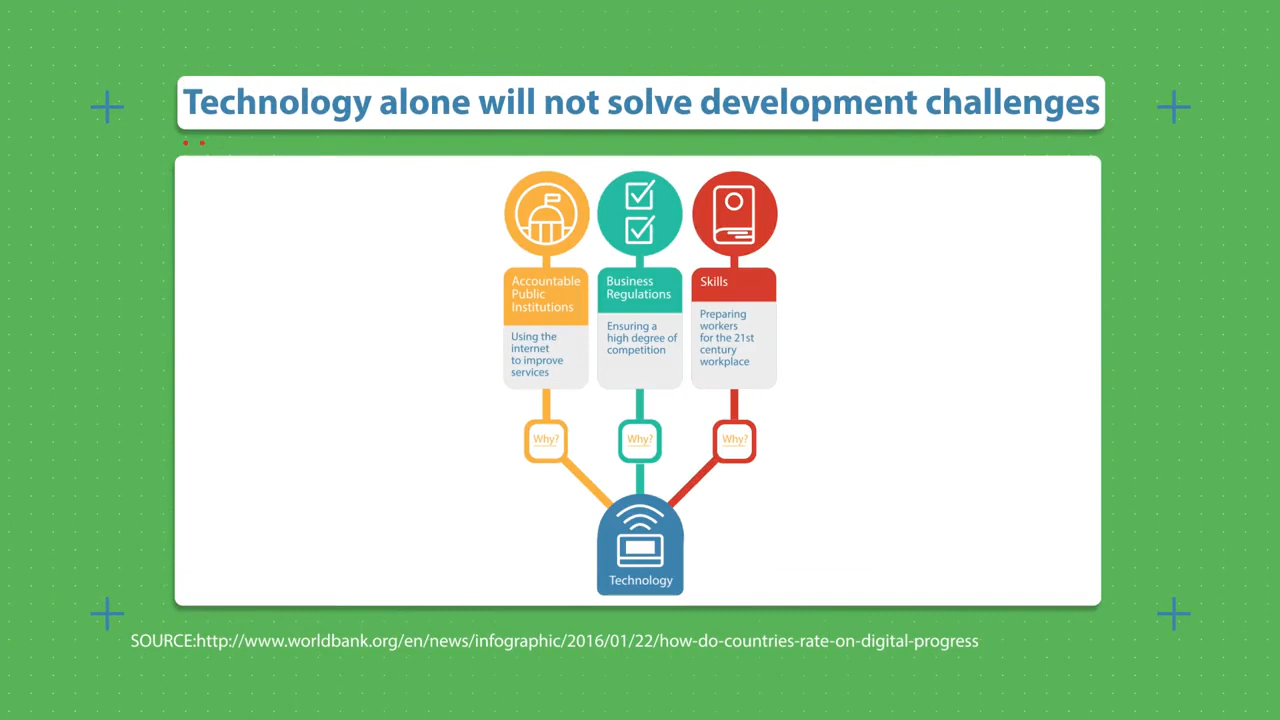 Technology alone will not solve development challenges
Accountable
Public
Institutions
Using the
internet
to improve
services
Business
Regulations
Ensuring a
high degree of
competition
Skills
Preparing
workers
for the 21st
century
workplace
Why?
Why?
Why?
Technology
SOURCE:http://www.worldbank.org/en/news/infographic/2016/01/22/how-do-countries-rate-on-digital-progress